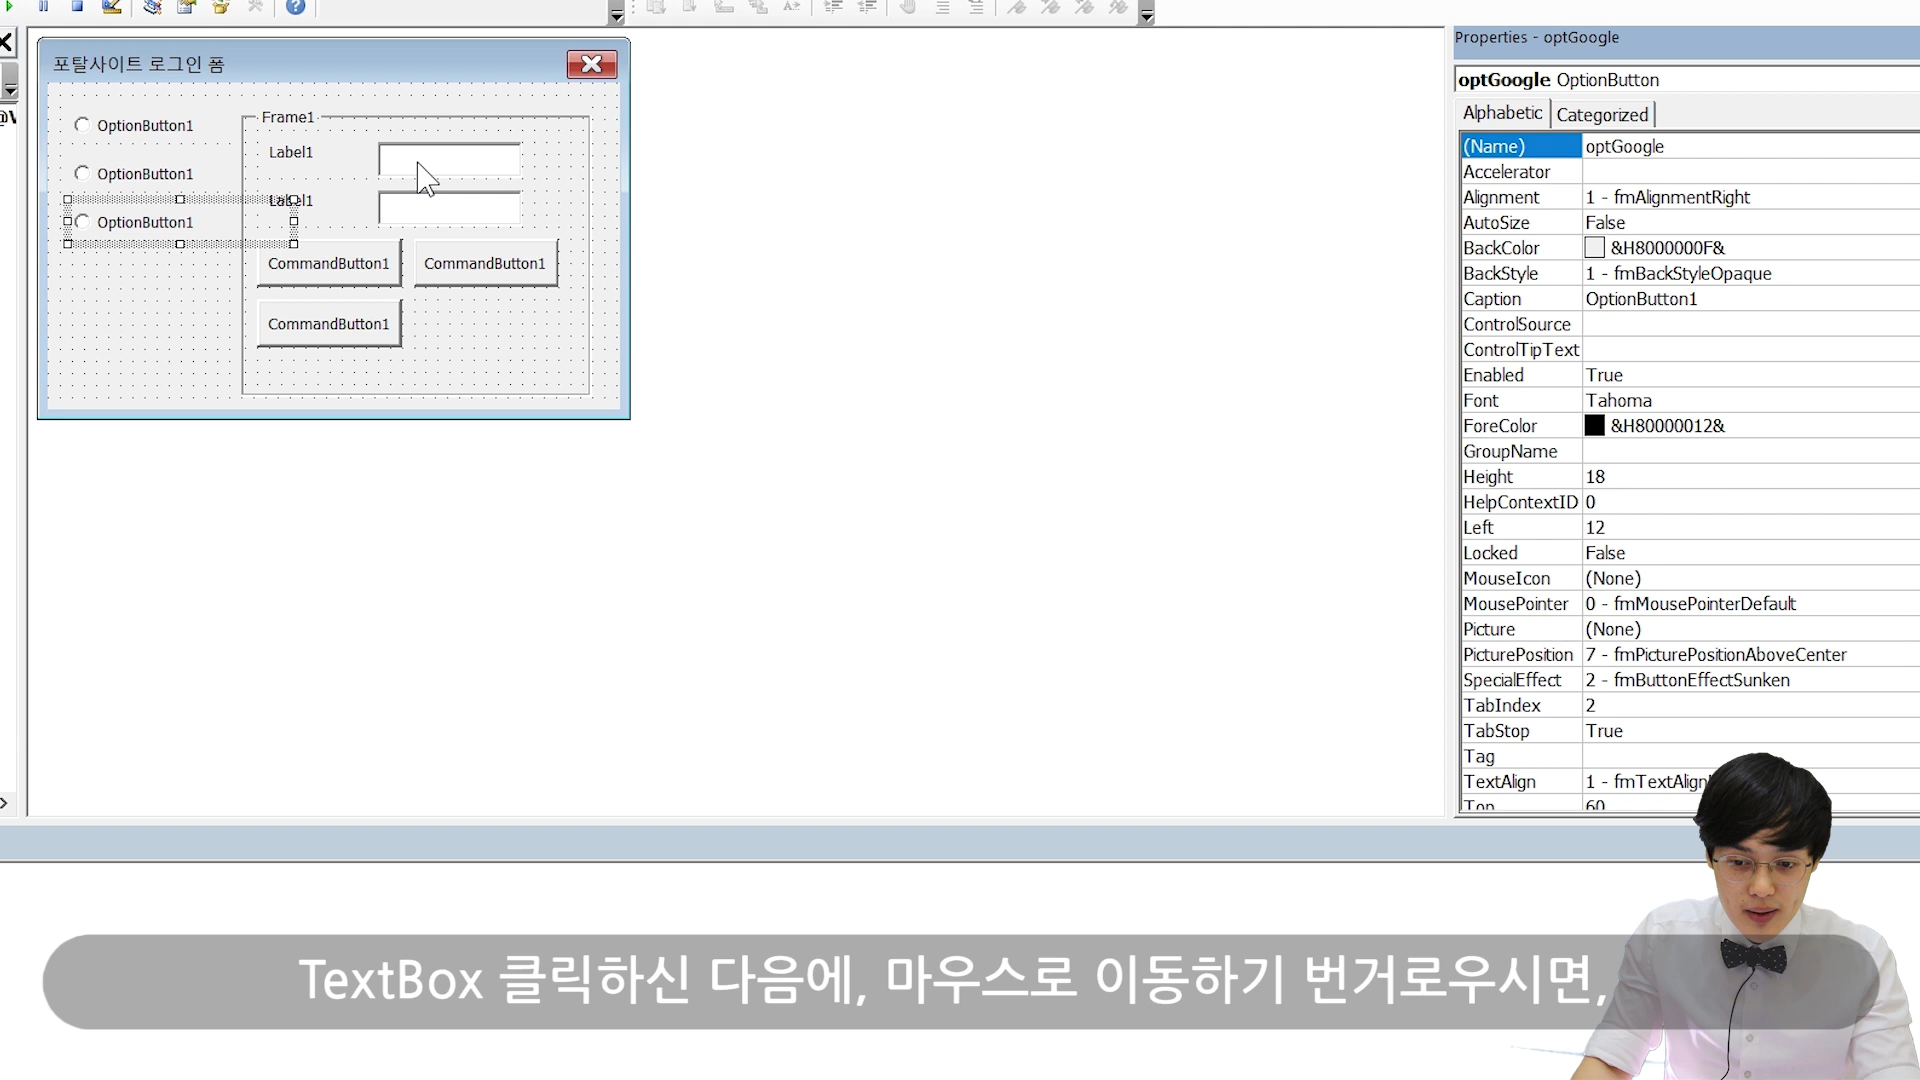 포탈사이트 로그인 폼
OptionButton1
OptionButton1
OptionButton1
Frame1
Label1
Label1
CommandButton1
CommandButton1
CommandButton1
Properties - optGoogle
optGoogle OptionButton
Alphabetic
Categorized
(Name) optGoogle
Accelerator
Alignment 1 - fmAlignmentRight
AutoSize False
BackColor &H8000000F&
BackStyle 1 - fmBackStyleOpaque
Caption OptionButton1
ControlSource
ControlTipText
Enabled True
Font Tahoma
ForeColor &H80000012&
GroupName
Height 18
HelpContextID 0
Left 12
Locked False
MouseIcon (None)
MousePointer 0 - fmMousePointerDefault
Picture (None)
PicturePosition 7 - fmPicturePositionAboveCenter
SpecialEffect 2 - fmButtonEffectSunken
TabIndex 2
TabStop True
Tag
TextAlign 1 - fmTextAlign
Top 60
TextBox 클릭하신 다음에, 마우스로 이동하기 번거로우시면,